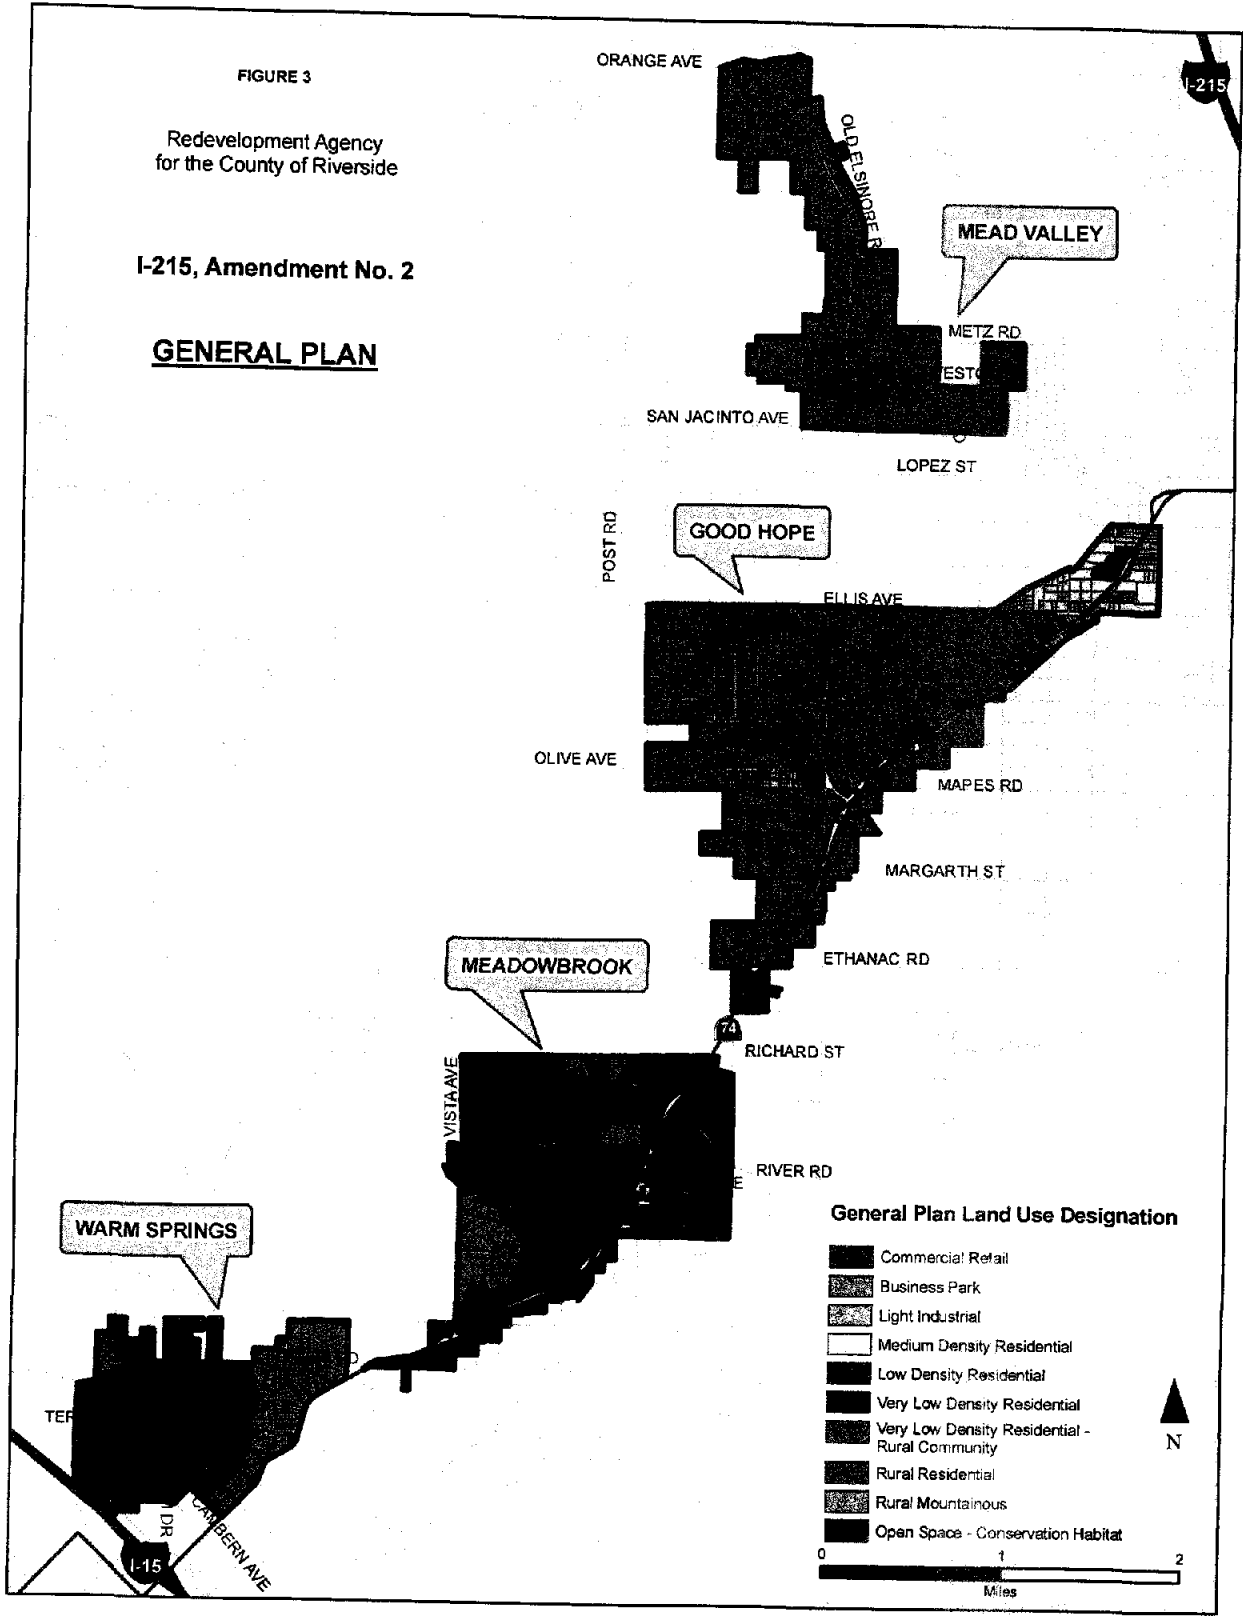 FIGURE 3
Redevelopment Agency
for the County of Riverside
I-215, Amendment No. 2
GENERAL PLAN
ORANGE AVE
I-215
OLD ELSINORE R
MEAD VALLEY
METZ RD
ESTO
SAN JACINTO AVE
LOPEZ ST
POST RD
GOOD HOPE
ELLIS AVE
OLIVE AVE
MAPES RD
MARGARTH ST
MEADOWBROOK
ETHANAC RD
74
RICHARD ST
VISTA AVE
RIVER RD
E
WARM SPRINGS
TER
DR
CAMBERN AVE
I-15
General Plan Land Use Designation
Commercial Retail
Business Park
Light Industrial
Medium Density Residential
Low Density Residential
Very Low Density Residential
Very Low Density Residential -
Rural Community
Rural Residential
Rural Mountainous
Open Space - Conservation Habitat
N
0 1 2
Miles